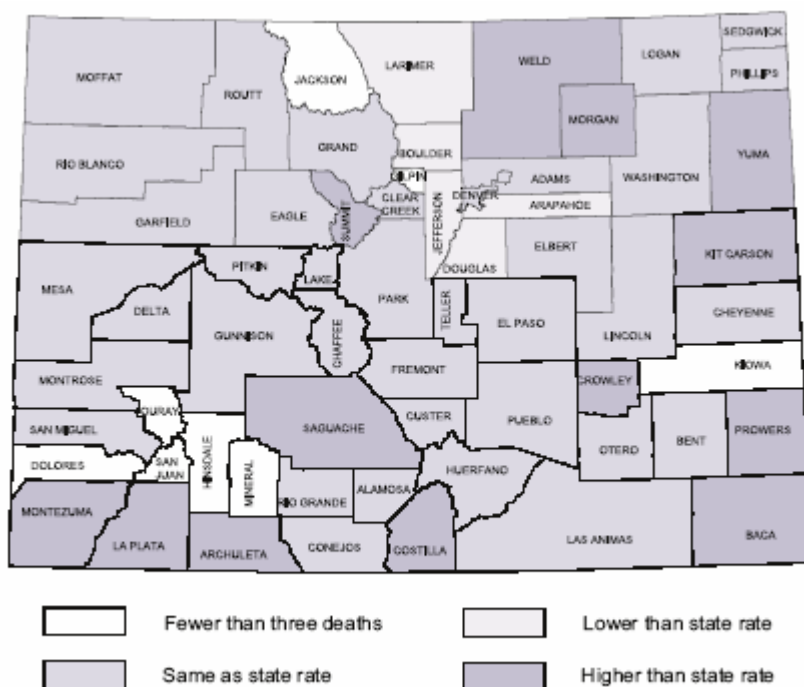 SEDGWICK
LOGAN
WELD
LARIMER
MOFFAT
PHILLIPS
JACKSON
ROUTT
MORGAN
GRAND
BOULDER
YUMA
RIO BLANCO
GILPIN
ADAMS
WASHINGTON
DENVER
CLEAR
CREEK
ARAPAHOE
EAGLE
SUMMIT
JEFFERSON
GARFIELD
ELBERT
KIT CARSON
PITKIN
DOUGLAS
LAKE
MESA
PARK
DELTA
TELLER
CHEYENNE
EL PASO
GUNNISON
CHAFFEE
LINCOLN
KIOWA
FREMONT
MONTROSE
CROWLEY
OURAY
CUSTER
PUEBLO
SAN MIGUEL
SAGUACHE
PROWERS
BENT
OTERO
DOLORES
SAN
JUAN
HINSDALE
MINERAL
HUERFANO
ALAMOSA
RIO GRANDE
MONTEZUMA
LA PLATA
ARCHULETA
CONEJOS
COSTILLA
LAS ANIMAS
BACA
Fewer than three deaths
Lower than state rate
Same as state rate
Higher than state rate